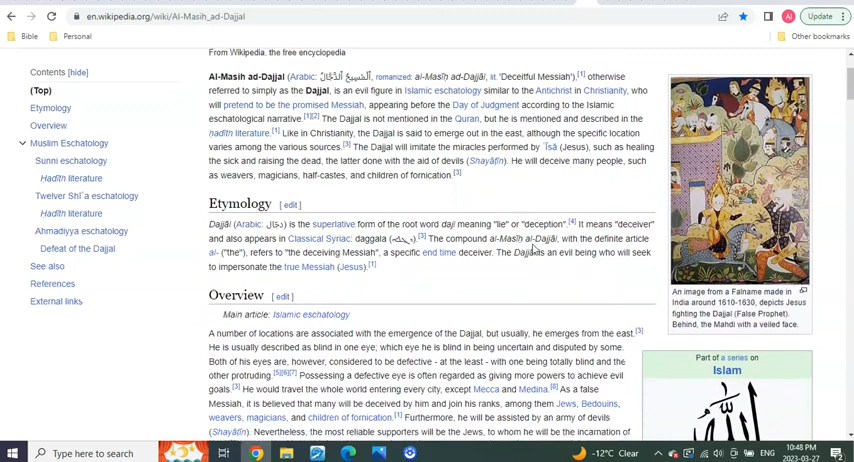 en.wikipedia.org/wiki/Al-Masih_ad-Dajjal
AI
Update
Bible
Personal
Other bookmarks
From Wikipedia, the free encyclopedia
Contents [hide]
(Top)
Etymology
Overview
Muslim Eschatology
Sunni eschatology
Hadīth literature
Twelver Shīʿa eschatology
Hadīth literature
Ahmadiyya eschatology
Defeat of the Dajjal
See also
References
External links
Al-Masih ad-Dajjal (Arabic: ٱلْمَسِيحُ ٱلدَّجَّالُ, romanized: al-Masīḥ ad-Dajjāl, lit. 'Deceitful Messiah'),[1] otherwise
referred to simply as the Dajjal, is an evil figure in Islamic eschatology similar to the Antichrist in Christianity, who
will pretend to be the promised Messiah, appearing before the Day of Judgment according to the Islamic
eschatological narrative.[1][2] The Dajjal is not mentioned in the Quran, but he is mentioned and described in the
ḥadīth literature.[1] Like in Christianity, the Dajjal is said to emerge out in the east, although the specific location
varies among the various sources.[3] The Dajjal will imitate the miracles performed by ʿĪsā (Jesus), such as healing
the sick and raising the dead, the latter done with the aid of devils (Shayāṭīn). He will deceive many people, such
as weavers, magicians, half-castes, and children of fornication.[3]
Etymology [ edit ]
Dajjāl (Arabic: دجّال) is the superlative form of the root word dajl meaning "lie" or "deception".[4] It means "deceiver"
and also appears in Classical Syriac: daggala [3] The compound al-Masīḥ al-Dajjāl, with the definite article
al- ("the"), refers to "the deceiving Messiah", a specific end time deceiver. The Dajjāl is an evil being who will seek
to impersonate the true Messiah (Jesus).[1]
Overview [ edit ]
Main article: Islamic eschatology
A number of locations are associated with the emergence of the Dajjal, but usually, he emerges from the east.[3]
He is usually described as blind in one eye; which eye he is blind in being uncertain and disputed by some.
Both of his eyes are, however, considered to be defective - at the least - with one being totally blind and the
other protruding.[5][6][7] Possessing a defective eye is often regarded as giving more powers to achieve evil
goals.[3] He would travel the whole world entering every city, except Mecca and Medina.[8] As a false
Messiah, it is believed that many will be deceived by him and join his ranks, among them Jews, Bedouins,
weavers, magicians, and children of fornication.[1] Furthermore, he will be assisted by an army of devils
(Shayāṭīn). Nevertheless, the most reliable supporters will be the Jews, to whom he will be the incarnation of
An image from a Falname made in
India around 1610-1630, depicts Jesus
fighting the Dajjal (False Prophet).
Behind, the Mahdi with a veiled face.
Part of a series on
Islam
الله
Type here to search
-12°C Clear
ENG
10:48 PM
2023-03-27